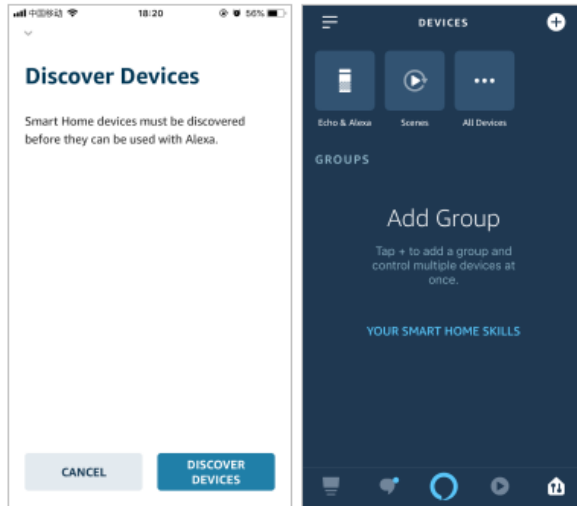 中国移动 18:20 56%
Discover Devices
Smart Home devices must be discovered
before they can be used with Alexa.
CANCEL
DISCOVER
DEVICES
DEVICES
Echo & Alexa Scenes All Devices
GROUPS
Add Group
Tap + to add a group and
control multiple devices at
once.
YOUR SMART HOME SKILLS